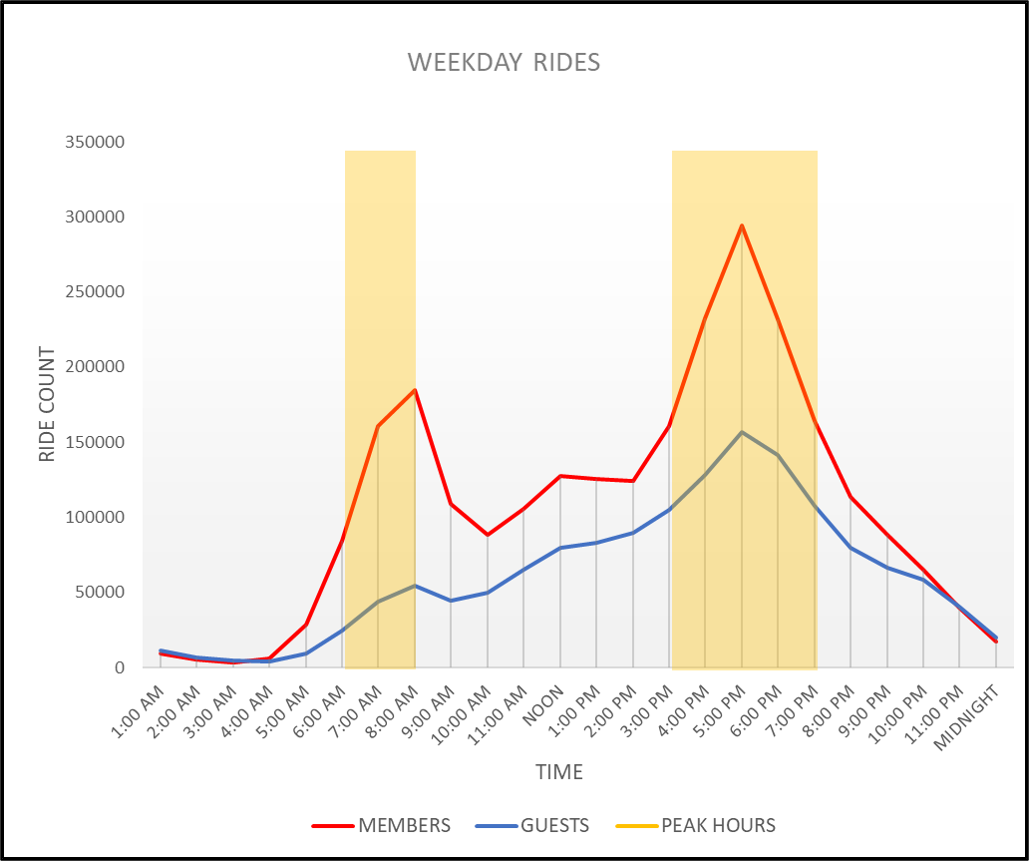 WEEKDAY RIDES
350000
300000
250000
200000
150000
100000
50000
0
RIDE COUNT
1:00 AM
2:00 AM
3:00 AM
4:00 AM
5:00 AM
6:00 AM
7:00 AM
8:00 AM
9:00 AM
10:00 AM
11:00 AM
NOON
1:00 PM
2:00 PM
3:00 PM
4:00 PM
5:00 PM
6:00 PM
7:00 PM
8:00 PM
9:00 PM
10:00 PM
11:00 PM
MIDNIGHT
TIME
MEMBERS GUESTS PEAK HOURS